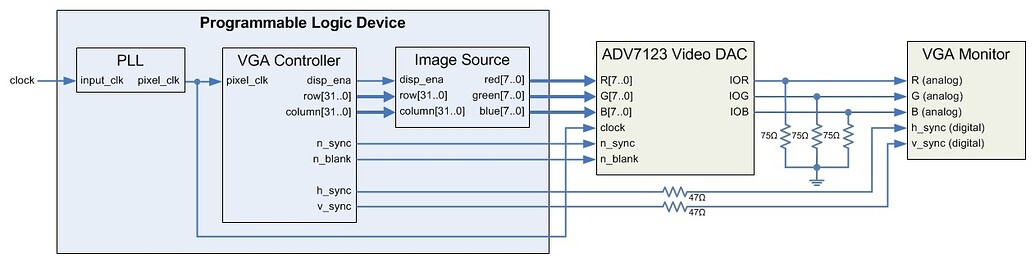 Programmable Logic Device
clock
PLL
input_clk pixel_clk
VGA Controller
pixel_clk
disp_ena
row[31..0]
column[31..0]
n_sync
n_blank
h_sync
v_sync
Image Source
disp_ena
row[31..0]
column[31..0]
red[7..0]
green[7..0]
blue[7..0]
ADV7123 Video DAC
R[7..0]
G[7..0]
B[7..0]
clock
n_sync
n_blank
IOR
IOG
IOB
75Ω 75Ω 75Ω
47Ω
47Ω
VGA Monitor
R (analog)
G (analog)
B (analog)
h_sync (digital)
v_sync (digital)